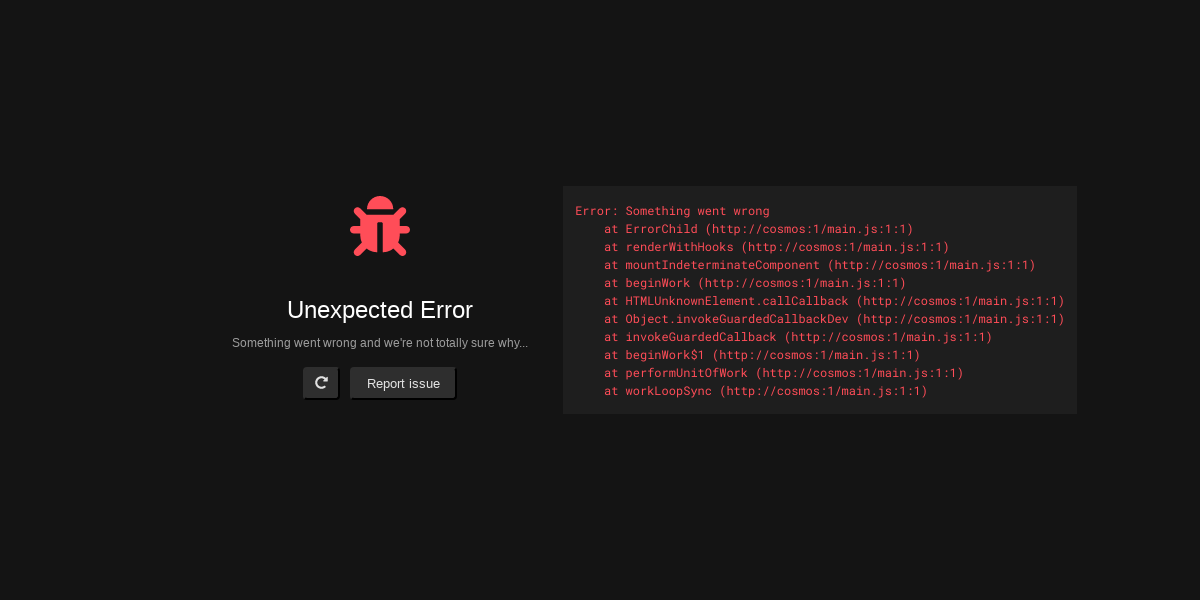 Unexpected Error
Something went wrong and we're not totally sure why...
Report issue
Error: Something went wrong
    at ErrorChild (http://cosmos:1/main.js:1:1)
    at renderWithHooks (http://cosmos:1/main.js:1:1)
    at mountIndeterminateComponent (http://cosmos:1/main.js:1:1)
    at beginWork (http://cosmos:1/main.js:1:1)
    at HTMLUnknownElement.callCallback (http://cosmos:1/main.js:1:1)
    at Object.invokeGuardedCallbackDev (http://cosmos:1/main.js:1:1)
    at invokeGuardedCallback (http://cosmos:1/main.js:1:1)
    at beginWork$1 (http://cosmos:1/main.js:1:1)
    at performUnitOfWork (http://cosmos:1/main.js:1:1)
    at workLoopSync (http://cosmos:1/main.js:1:1)